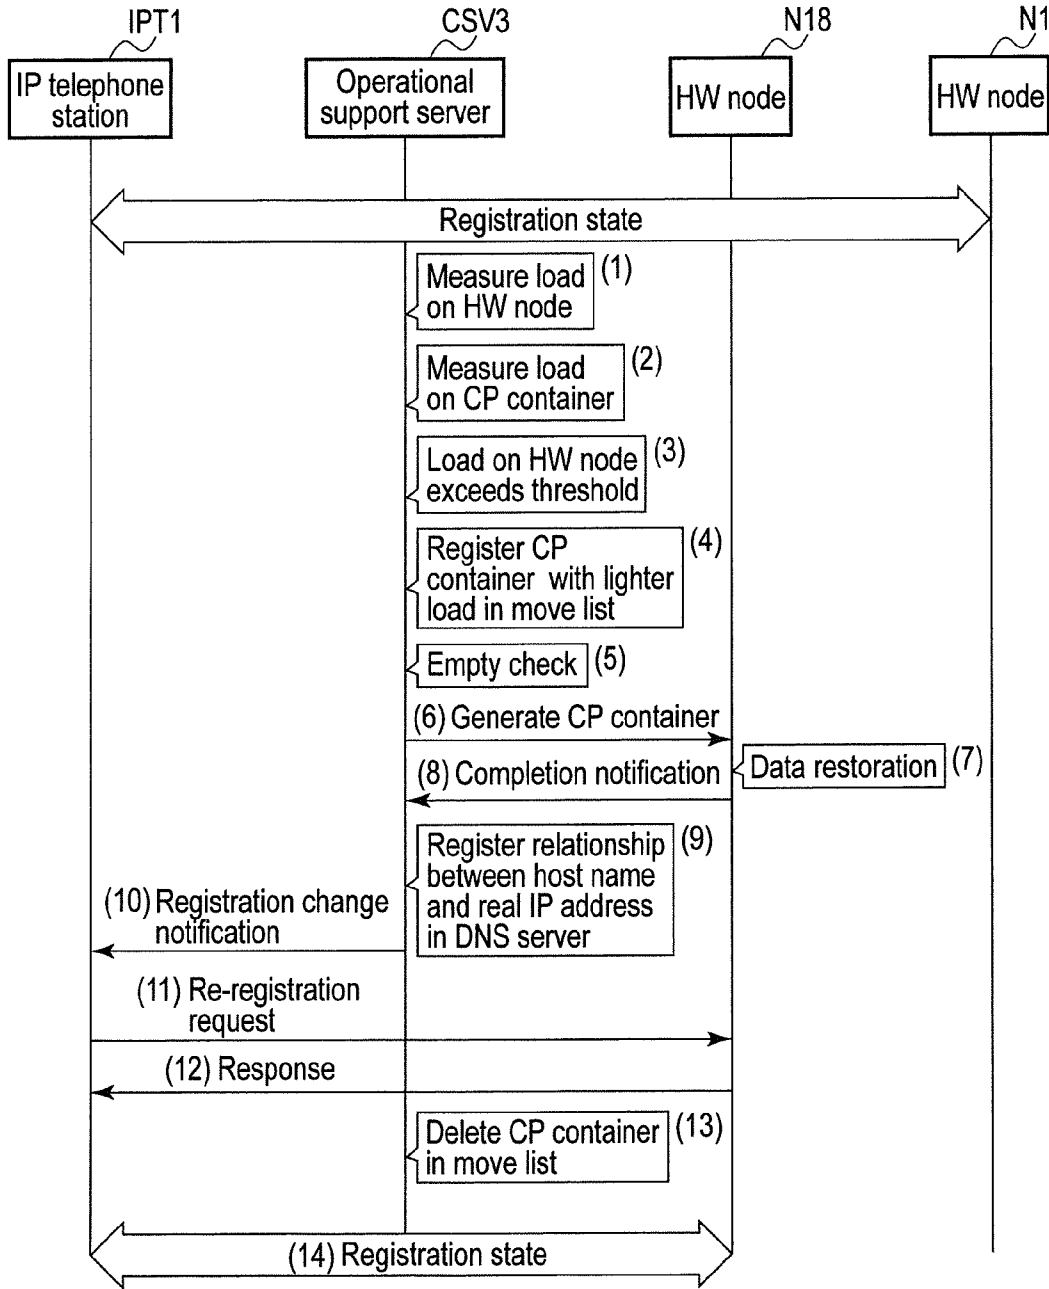 IPT1
CSV3
N18
N1
IP telephone
station
Operational
support server
HW node
HW node
Registration state
Measure load
on HW node
(1)
Measure load
on CP container
(2)
Load on HW node
exceeds threshold
(3)
Register CP
container with lighter
load in move list
(4)
Empty check
(5)
(6) Generate CP container
Data restoration
(7)
(8) Completion notification
Register relationship
between host name
and real IP address
in DNS server
(9)
(10) Registration change
notification
(11) Re-registration
request
(12) Response
Delete CP container
in move list
(13)
(14) Registration state